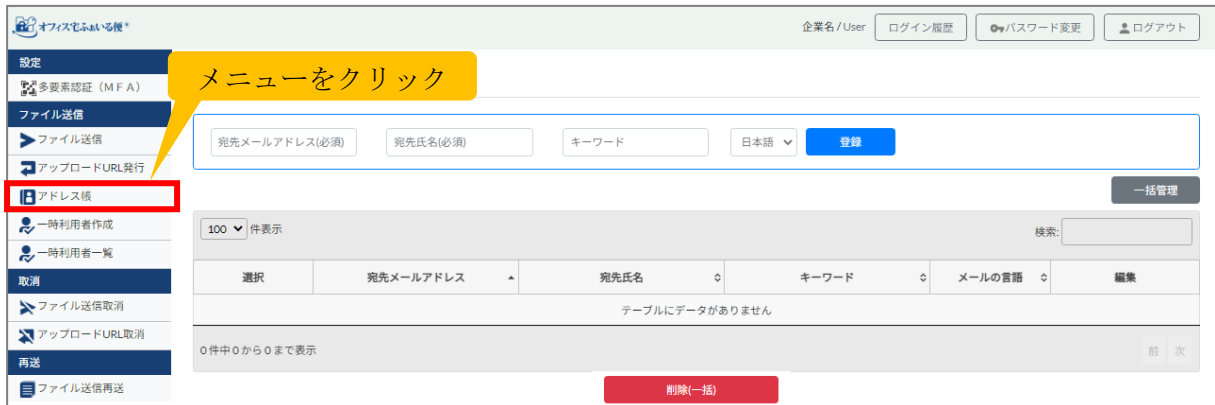 オフィス宅ふぁいる便®
企業名/User ログイン履歴 パスワード変更 ログアウト
設定
多要素認証（ＭＦＡ）
メニューをクリック
ファイル送信
ファイル送信
アップロードURL発行
アドレス帳
一時利用者作成
一時利用者一覧
取消
ファイル送信取消
アップロードURL取消
再送
ファイル送信再送
宛先メールアドレス(必須) 宛先氏名(必須) キーワード 日本語 登録
一括管理
100 件表示 検索:
選択 宛先メールアドレス 宛先氏名 キーワード メールの言語 編集
テーブルにデータがありません
0件中0から0まで表示 前 次
削除(一括)